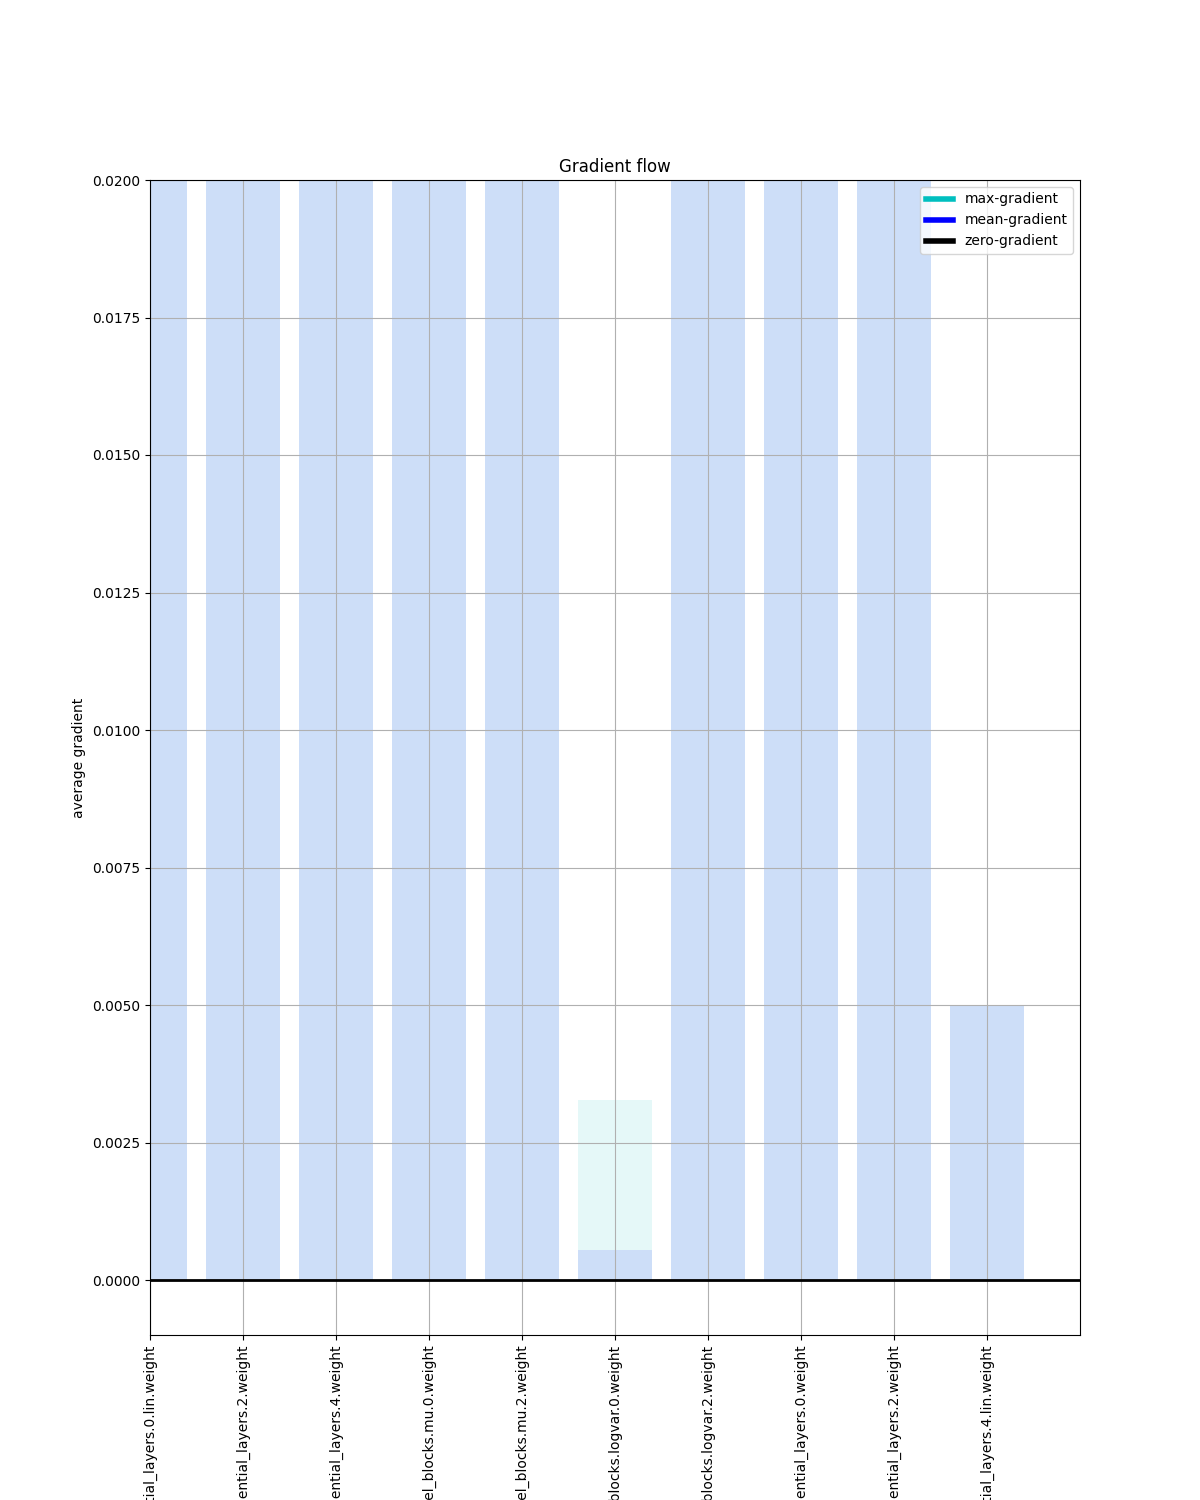 Gradient flow
max-gradient
mean-gradient
zero-gradient
0.0200
0.0175
0.0150
0.0125
0.0100
0.0075
0.0050
0.0025
0.0000
average gradient
tial_layers.0.lin.weight
ential_layers.2.weight
ential_layers.4.weight
el_blocks.mu.0.weight
el_blocks.mu.2.weight
blocks.logvar.0.weight
blocks.logvar.2.weight
ential_layers.0.weight
ential_layers.2.weight
tial_layers.4.lin.weight